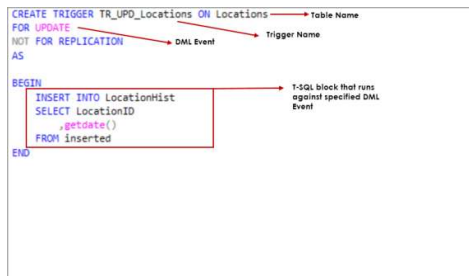 CREATE TRIGGER TR_UPD_Locations ON Locations
Table Name
FOR UPDATE
Trigger Name
NOT FOR REPLICATION
DML Event
AS
BEGIN
T-SQL block that runs
against specified DML
Event
INSERT INTO LocationHist
SELECT LocationID
,getdate()
FROM inserted
END